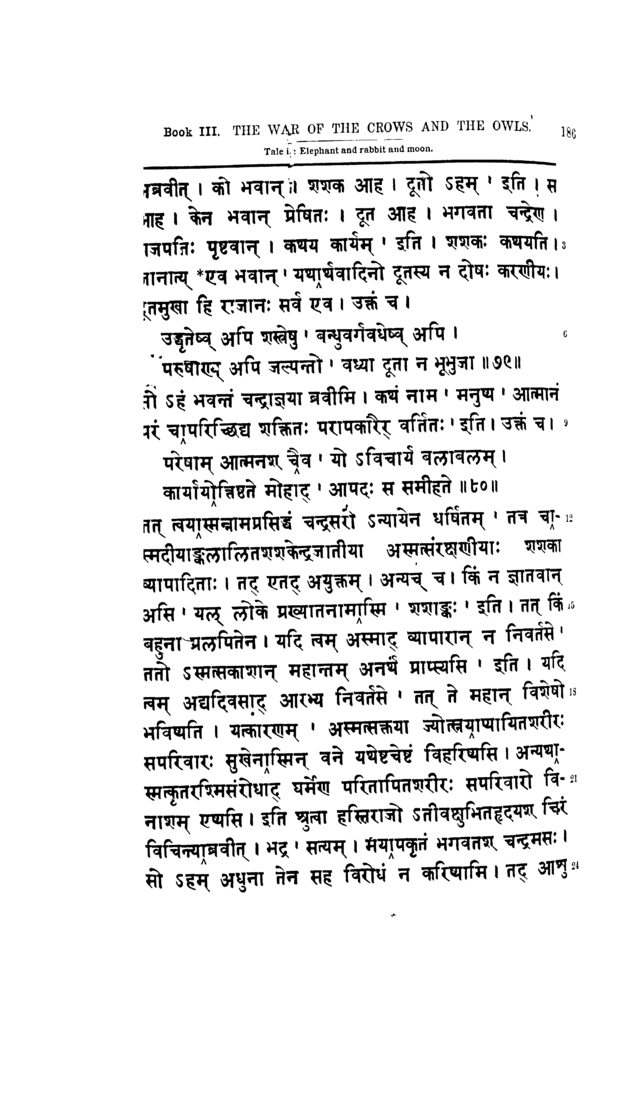 Book III. THE WAR OF THE CROWS AND THE OWLS. 186
Tale i.: Elephant and rabbit and moon.
ब्रवीत् । को भवान् । शशक आह । दूतो ऽहम् ' इति । स
आह । केन भवान् प्रेषितः । दूत आह । भगवता चन्द्रेण ।
गजपतिः पृष्टवान् । कथय कार्यम् ' इति । शशकः कथयति । 3
जानात्य् *एव भवान् ' यथार्थवादिनो दूतस्य न दोषः करणीयः ।
दूतमुखा हि राजानः सर्व एव । उक्तं च ।
उद्धृतेष्व् अपि शस्त्रेषु ' बन्धुवर्गवधेष्व् अपि । 6
परुषाण्य् अपि जल्पन्तो ' वध्या दूता न भूभुजा ॥ ७९ ॥
सो ऽहं भवन्तं चन्द्राज्ञया ब्रवीमि । कथं नाम ' मनुष्य ' आत्मानं
परं चापरिच्छिद्य शक्तितः परापकारैर् वर्तितः ' इति । उक्तं च । 9
परेषाम् आत्मनश् चैव ' यो ऽविचार्य बलाबलम् ।
कार्यायोत्तिष्ठते मोहाद् ' आपदः स समीहते ॥ ८० ॥
तत् त्वयास्मन्नामप्रसिद्धं चन्द्रसरो ऽन्यायेन धर्षितम् ' तत्र चा- 12
स्मदीयाङ्कलालितशशकेन्द्रजातीया अस्मत्संरक्षणीयाः शशका
व्यापादिताः । तद् एतद् अयुक्तम् । अन्यच् च । किं न ज्ञातवान्
असि ' यल् लोके प्रख्यातनामास्मि ' शशाङ्कः ' इति । तत् किं 15
बहुना प्रलपितेन । यदि त्वम् अस्माद् व्यापारान् न निवर्तसे '
ततो ऽस्मत्सकाशान् महान्तम् अनर्थं प्राप्स्यसि ' इति । यदि
त्वम् अद्यदिवसाद् आरभ्य निवर्तसे ' तत् ते महान् विशेषो 18
भविष्यति । यत्कारणम् ' अस्मत्सक्तया ज्योत्स्नयाप्यायितशरीरः
सपरिवारः सुखेनास्मिन् वने यथेष्टचेष्टं विहरिष्यसि । अन्यथा-
स्मत्कृतरश्मिसंरोधाद् घर्मेण परितापितशरीरः सपरिवारो वि- 21
नाशम् एष्यसि । इति श्रुत्वा हस्तिराजो ऽतीवक्षुभितहृदयश् चिरं
विचिन्त्याब्रवीत् । भद्र ' सत्यम् । मयापकृतं भगवतश् चन्द्रमसः ।
सो ऽहम् अधुना तेन सह विरोधं न करिष्यामि । तद् आशु 24